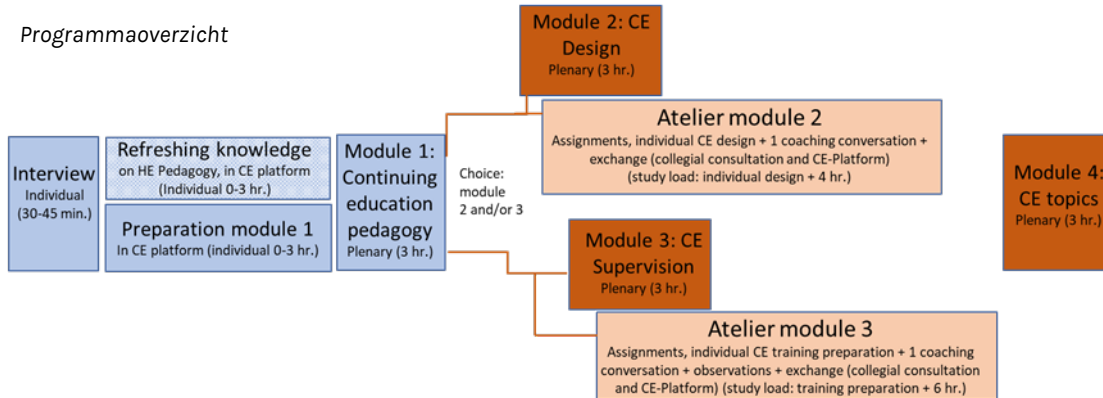 Programmaoverzicht
Interview
Individual
(30-45 min.)
Refreshing knowledge
on HE Pedagogy, in CE platform
(Individual 0-3 hr.)
Preparation module 1
In CE platform (individual 0-3 hr.)
Module 1:
Continuing
education
pedagogy
Plenary (3 hr.)
Choice:
module
2 and/or 3
Module 2: CE
Design
Plenary (3 hr.)
Atelier module 2
Assignments, individual CE design + 1 coaching conversation +
exchange (collegial consultation and CE-Platform)
(study load: individual design + 4 hr.)
Module 3: CE
Supervision
Plenary (3 hr.)
Atelier module 3
Assignments, individual CE training preparation + 1 coaching
conversation + observations + exchange (collegial consultation
and CE-Platform) (study load: training preparation + 6 hr.)
Module 4:
CE topics
Plenary (3 hr.)